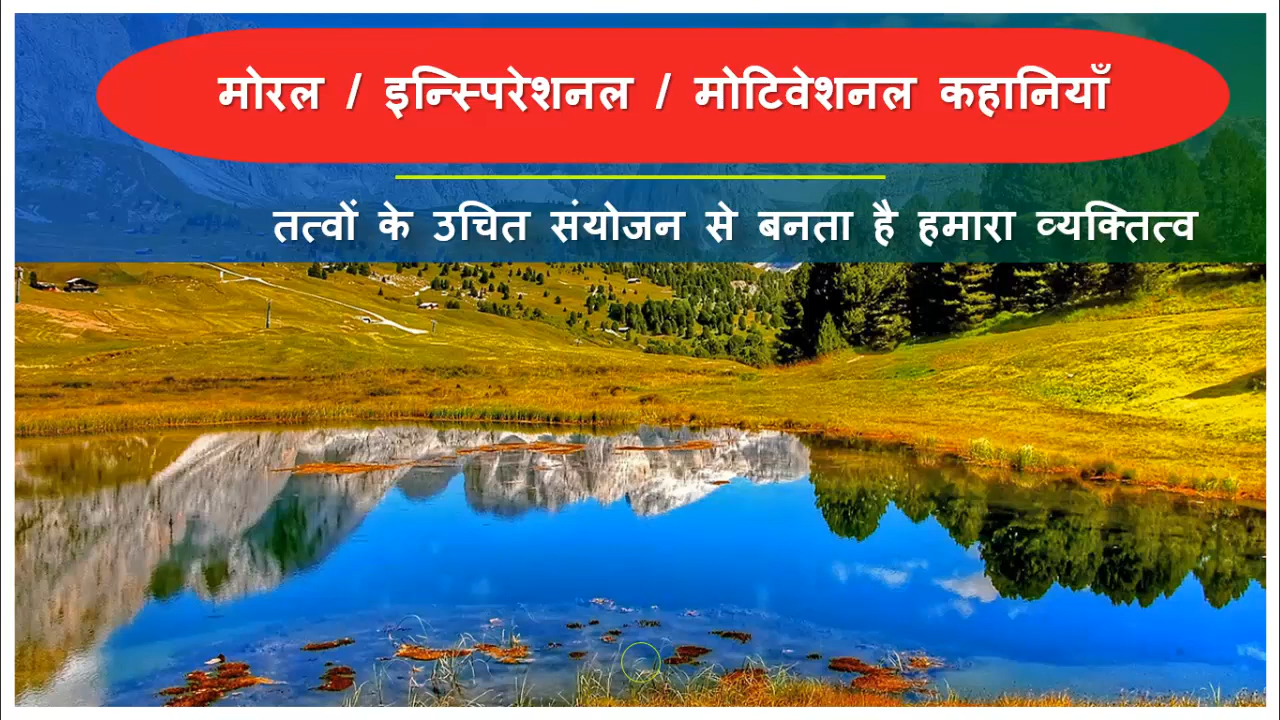 मोरल / इन्स्पिरेशनल / मोटिवेशनल कहानियाँ
तत्वों के उचित संयोजन से बनता है हमारा व्यक्तित्व